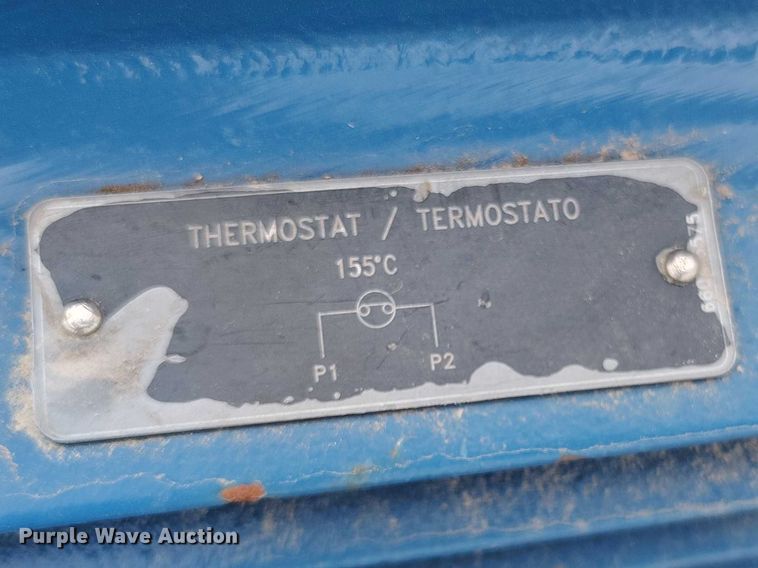 THERMOSTAT / TERMOSTATO
155°C
P1 P2
Purple Wave Auction